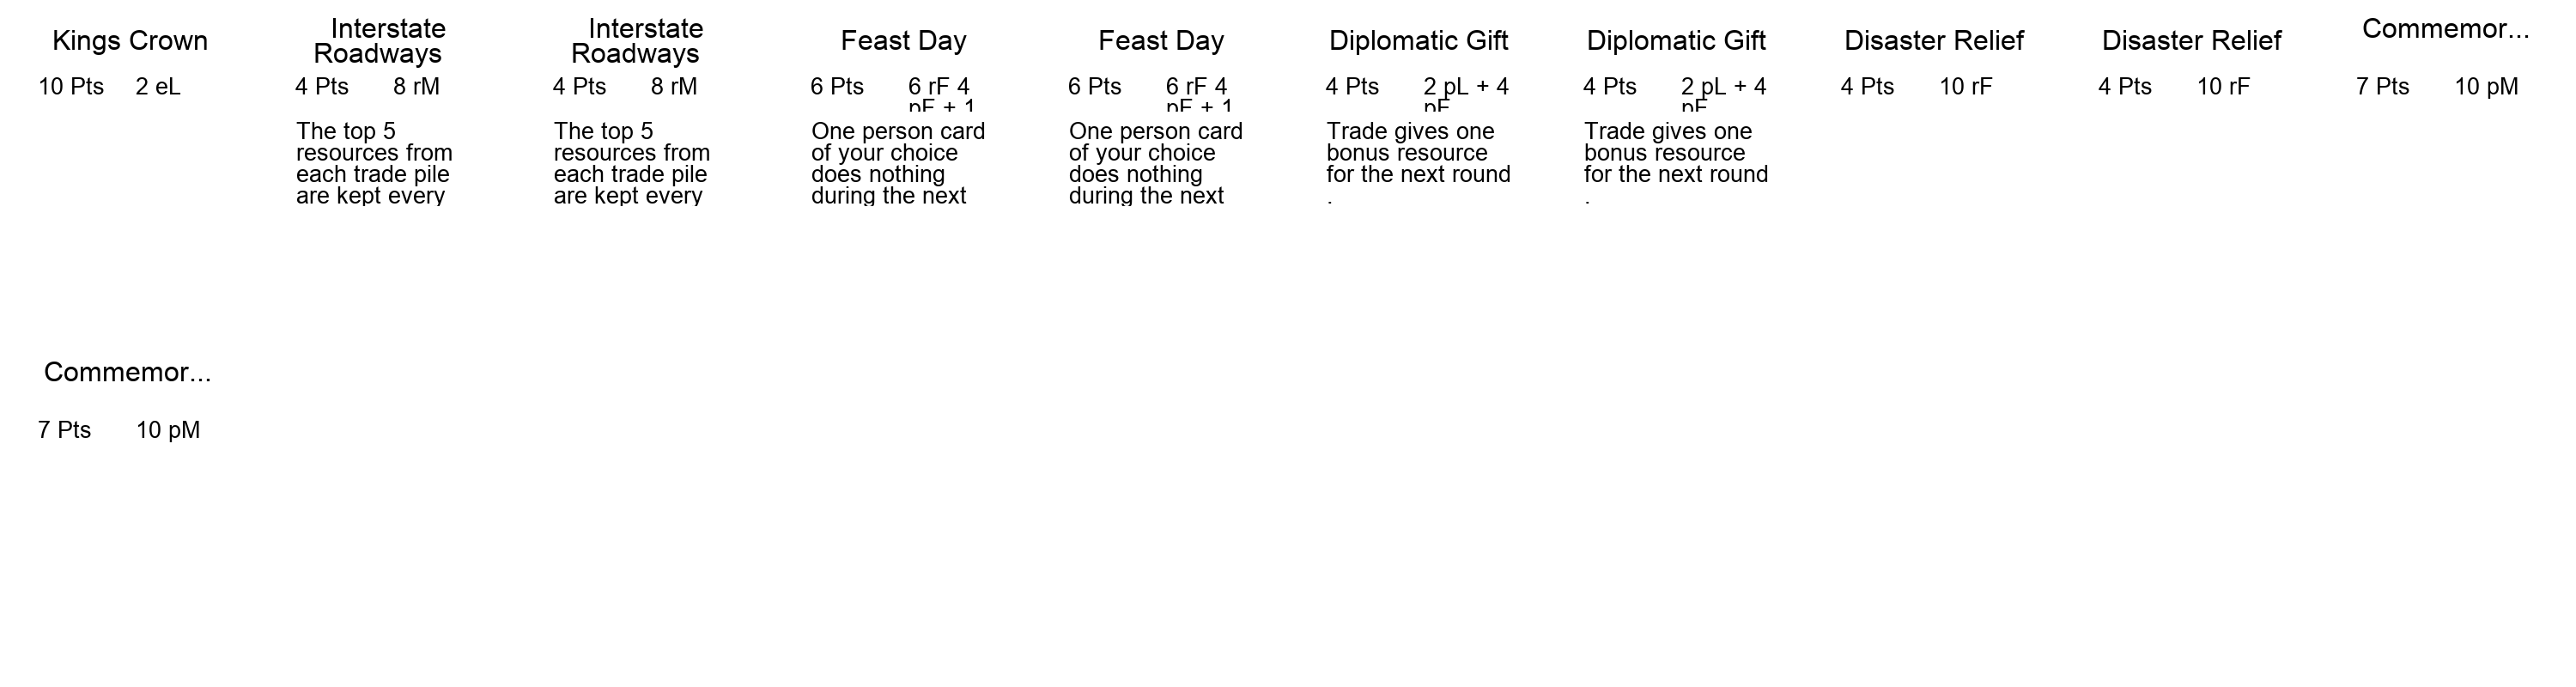 Kings Crown
10 Pts 2 eL
Interstate
Roadways
4 Pts 8 rM
The top 5
resources from
each trade pile
are kept every
Interstate
Roadways
4 Pts 8 rM
The top 5
resources from
each trade pile
are kept every
Feast Day
6 Pts 6 rF 4
pF + 1
One person card
of your choice
does nothing
during the next
Feast Day
6 Pts 6 rF 4
pF + 1
One person card
of your choice
does nothing
during the next
Diplomatic Gift
4 Pts 2 pL + 4
pF
Trade gives one
bonus resource
for the next round
.
Diplomatic Gift
4 Pts 2 pL + 4
pF
Trade gives one
bonus resource
for the next round
.
Disaster Relief
4 Pts 10 rF
Disaster Relief
4 Pts 10 rF
Commemor...
7 Pts 10 pM
Commemor...
7 Pts 10 pM